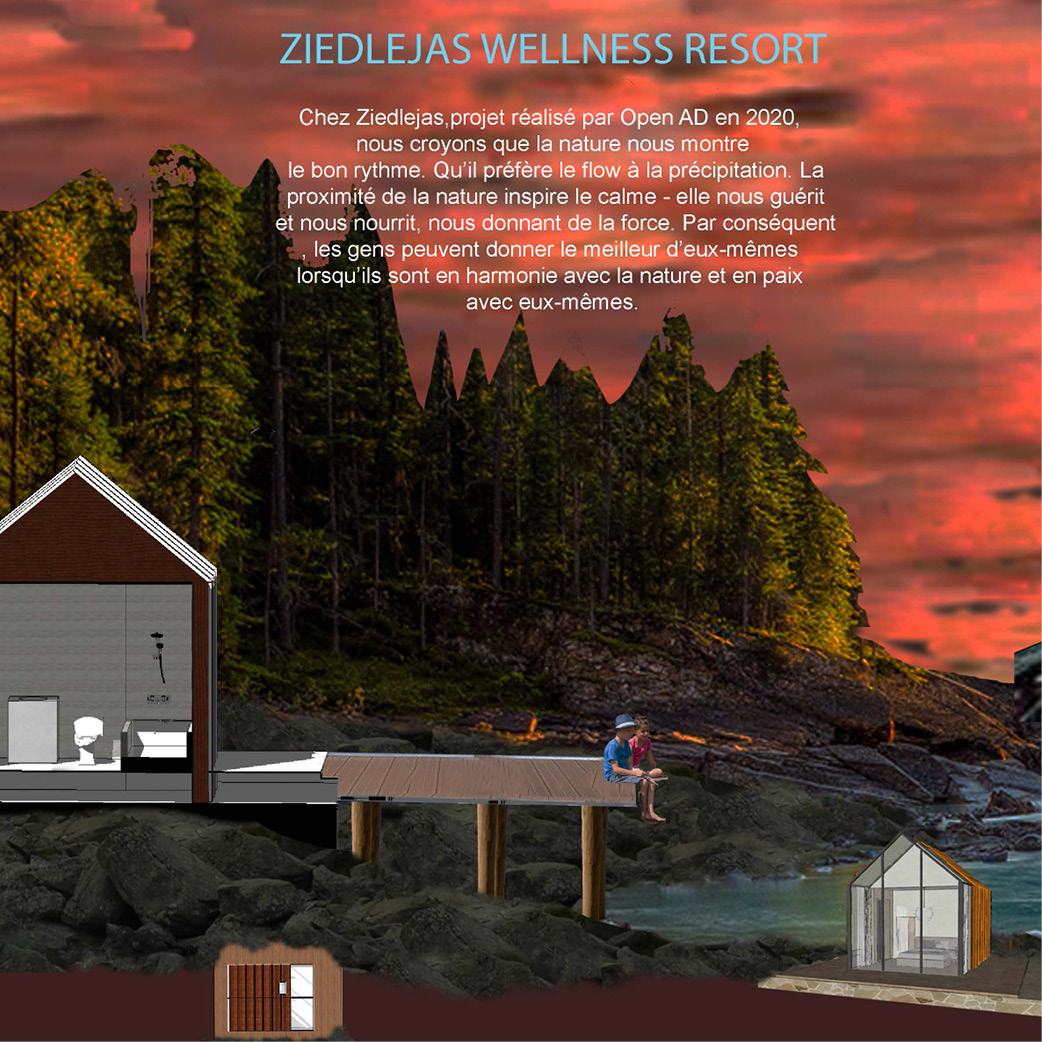 ZIEDLEJAS WELLNESS RESORT
Chez Ziedlejas,projet réalisé par Open AD en 2020,
nous croyons que la nature nous montre
le bon rythme. Qu'il préfère le flow à la précipitation. La
proximité de la nature inspire le calme - elle nous guérit
et nous nourrit, nous donnant de la force. Par conséquent
, les gens peuvent donner le meilleur d'eux-mêmes
lorsqu'ils sont en harmonie avec la nature et en paix
avec eux-mêmes.